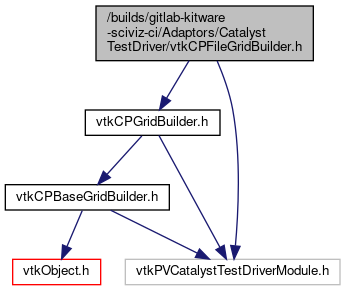 /builds/gitlab-kitware
-sciviz-ci/Adaptors/Catalyst
TestDriver/vtkCPFileGridBuilder.h
vtkCPGridBuilder.h
vtkCPBaseGridBuilder.h
vtkObject.h
vtkPVCatalystTestDriverModule.h